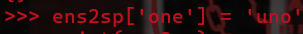 >>> ens2sp['one'] = 'uno'